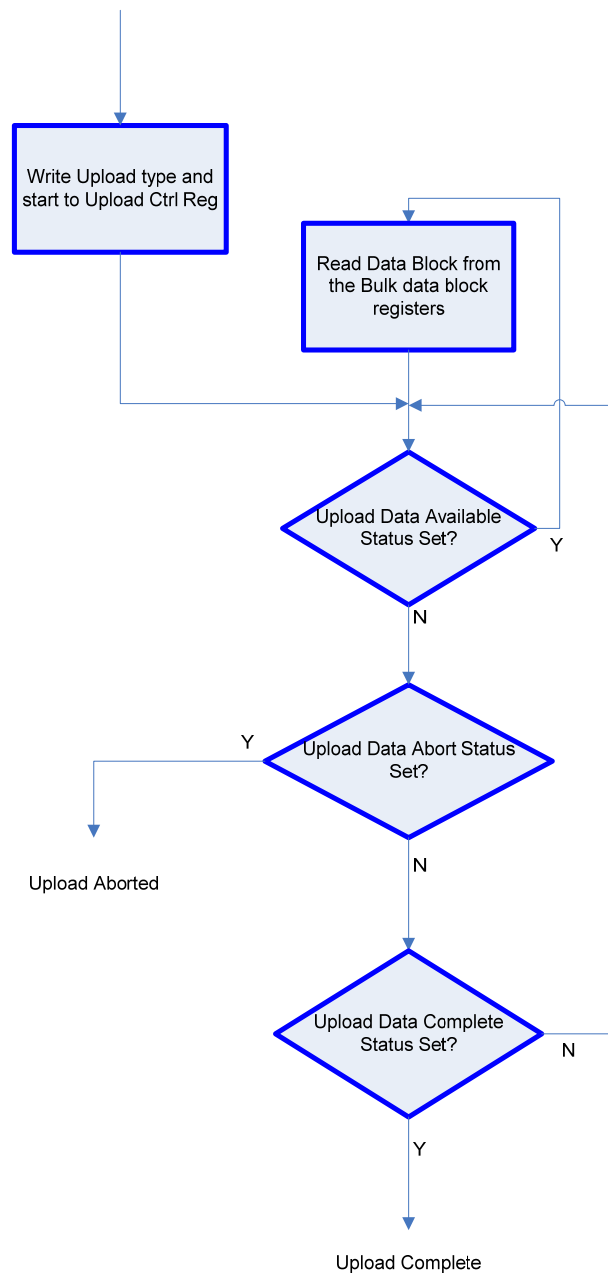 Write Upload type and
start to Upload Ctrl Reg
Read Data Block from
the Bulk data block
registers
Upload Data Available
Status Set?
Y
N
Upload Data Abort Status
Set?
Y
Upload Aborted
N
Upload Data Complete
Status Set?
N
Y
Upload Complete